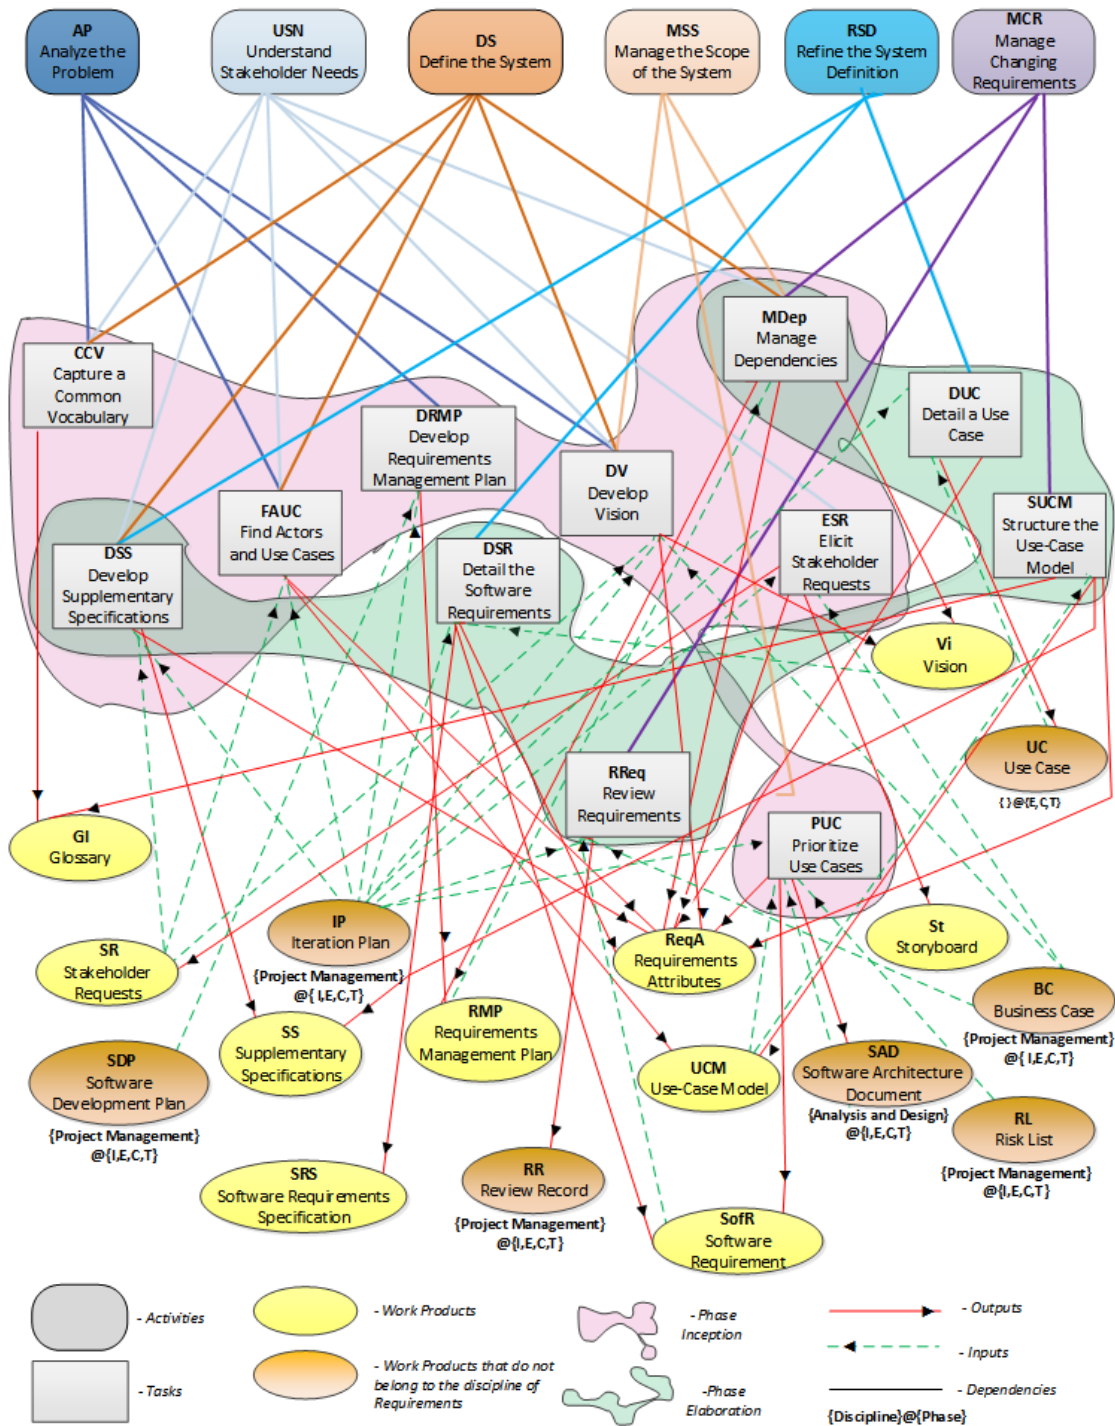 AP
Analyze the
Problem
USN
Understand
Stakeholder Needs
DS
Define the System
MSS
Manage the Scope
of the System
RSD
Refine the System
Definition
MCR
Manage
Changing
Requirements
CCV
Capture a
Common
Vocabulary
DRMP
Develop
Requirements
Management Plan
MDep
Manage
Dependencies
DUC
Detail a Use
Case
DV
Develop
Vision
FAUC
Find Actors
and Use Cases
ESR
Elicit
Stakeholder
Requests
SUCM
Structure the
Use-Case
Model
DSS
Develop
Supplementary
Specifications
DSR
Detail the
Software
Requirements
Vi
Vision
UC
Use Case
{ } @{E,C,T}
RReq
Review
Requirements
PUC
Prioritize
Use Cases
GI
Glossary
IP
Iteration Plan
{Project Management}
@{ I,E,C,T}
SR
Stakeholder
Requests
ReqA
Requirements
Attributes
St
Storyboard
BC
Business Case
{Project Management}
@{ I,E,C,T}
SS
Supplementary
Specifications
RMP
Requirements
Management Plan
SDP
Software
Development Plan
{Project Management}
@{I,E,C,T}
UCM
Use-Case Model
SAD
Software Architecture
Document
{Analysis and Design}
@{I,E,C,T}
RL
Risk List
{Project Management}
@{I,E,C,T}
SRS
Software Requirements
Specification
RR
Review Record
{Project Management}
@{I,E,C,T}
SofR
Software
Requirement
- Activities
- Work Products
- Phase
Inception
- Outputs
- Inputs
- Tasks
- Work Products that do not
belong to the discipline of
Requirements
-Phase
Elaboration
- Dependencies
{Discipline}@{Phase}